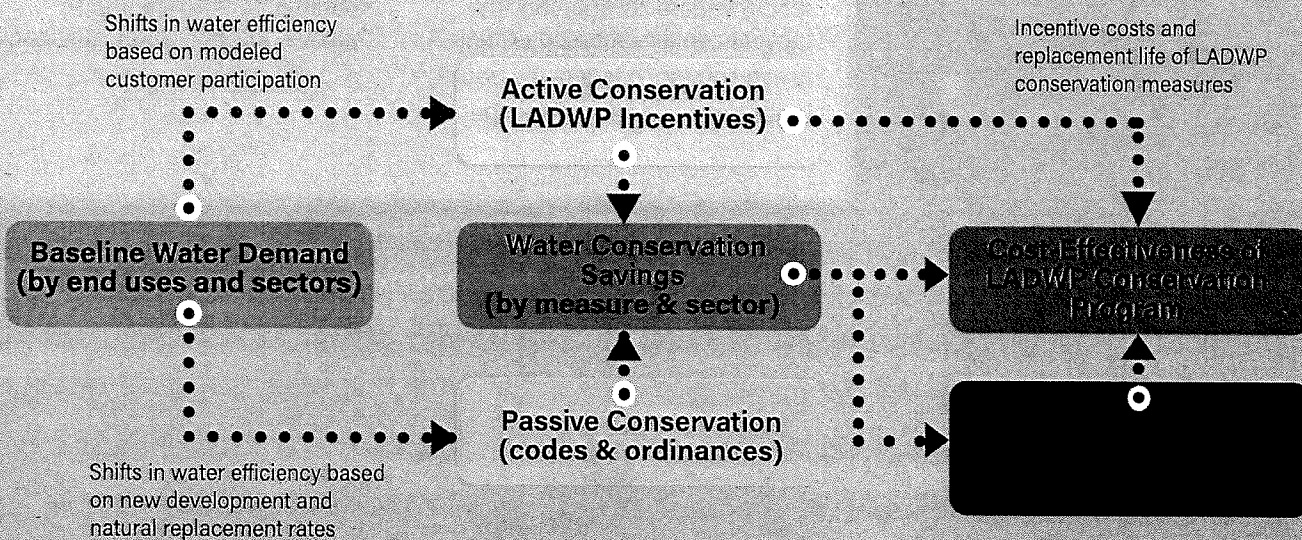 Shifts in water efficiency
based on modeled
customer participation
Incentive costs and
replacement life of LADWP
conservation measures
Active Conservation
(LADWP Incentives)
Baseline Water Demand
(by end uses and sectors)
Water Conservation
Savings
(by measure & sector)
Cost-Effectiveness of
LADWP Conservation
Program
Passive Conservation
(codes & ordinances)
Shifts in water efficiency based
on new development and
natural replacement rates